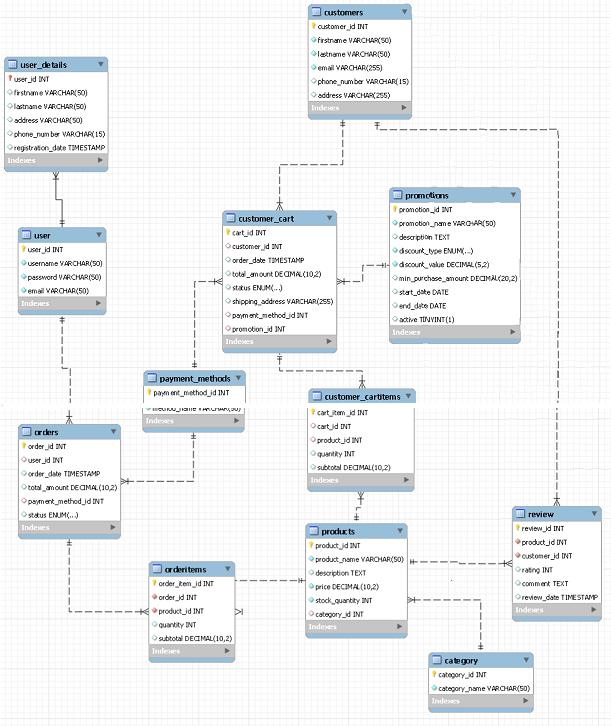 customers
customer_id INT
firstname VARCHAR(50)
lastname VARCHAR(50)
email VARCHAR(255)
phone_number VARCHAR(15)
address VARCHAR(255)
Indexes
user_details
user_id INT
firstname VARCHAR(50)
lastname VARCHAR(50)
address VARCHAR(50)
phone_number VARCHAR(15)
registration_date TIMESTAMP
Indexes
promotions
promotion_id INT
promotion_name VARCHAR(50)
description TEXT
discount_type ENUM(...)
discount_value DECIMAL(5,2)
min_purchase_amount DECIMAL(20,2)
start_date DATE
end_date DATE
active TINYINT(1)
Indexes
customer_cart
cart_id INT
customer_id INT
order_date TIMESTAMP
total_amount DECIMAL(10,2)
status ENUM(...)
shipping_address VARCHAR(255)
payment_method_id INT
promotion_id INT
Indexes
user
user_id INT
username VARCHAR(50)
password VARCHAR(50)
email VARCHAR(50)
Indexes
payment_methods
payment_method_id INT
method_name VARCHAR(50)
Indexes
customer_cartitems
cart_item_id INT
cart_id INT
product_id INT
quantity INT
subtotal DECIMAL(10,2)
Indexes
orders
order_id INT
user_id INT
order_date TIMESTAMP
total_amount DECIMAL(10,2)
payment_method_id INT
status ENUM(...)
Indexes
review
review_id INT
product_id INT
customer_id INT
rating INT
comment TEXT
review_date TIMESTAMP
Indexes
products
product_id INT
product_name VARCHAR(50)
description TEXT
price DECIMAL(10,2)
stock_quantity INT
category_id INT
Indexes
orderitems
order_item_id INT
order_id INT
product_id INT
quantity INT
subtotal DECIMAL(10,2)
Indexes
category
category_id INT
category_name VARCHAR(50)
Indexes